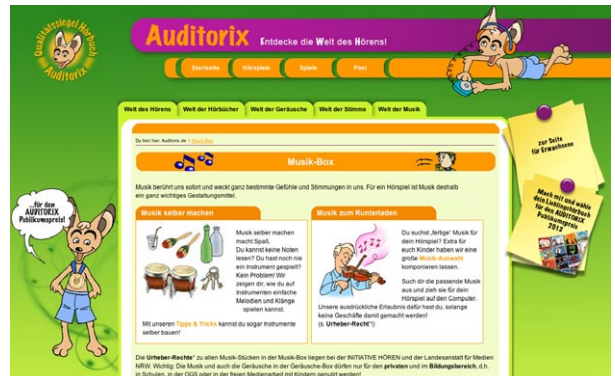 Qualitätssiegel Hörbuch
Auditorix
Auditorix Entdecke die Welt des Hörens!
Startseite Hörspiele Spiele Post
Welt des Hörens Welt der Hörbücher Welt der Geräusche Welt der Stimme Welt der Musik
Du bist hier: Auditorix.de > Musik-Box
Musik-Box
Musik berührt uns sofort und weckt ganz bestimmte Gefühle und Stimmungen in uns. Für ein Hörspiel ist Musik deshalb
ein ganz wichtiges Gestaltungsmittel.
Musik selber machen
Musik selber machen
macht Spaß.
Du kannst keine Noten
lesen? Du hast noch nie
ein Instrument gespielt?
Kein Problem! Wir
zeigen dir, wie du auf
Instrumenten einfache
Melodien und Klänge
spielen kannst.
Mit unseren Tipps & Tricks kannst du sogar Instrumente
selber bauen!
Musik zum Runterladen
Du suchst „fertige" Musik für
dein Hörspiel? Extra für
euch Kinder haben wir eine
große Musik-Auswahl
komponieren lassen.
Such dir die passende Musik
aus und zieh sie für dein
Hörspiel auf den Computer.
Unsere ausdrückliche Erlaubnis dafür hast du, solange
keine Geschäfte damit gemacht werden!
(s. Urheber-Recht*!)
Die Urheber-Rechte* zu allen Musik-Stücken in der Musik-Box liegen bei der INITIATIVE HÖREN und der Landesanstalt für Medien
NRW. Wichtig: Die Musik und auch die Geräusche in der Geräusche-Box dürfen nur für den privaten und im Bildungsbereich, d.h.
in Schulen, in der OGS oder in der freien Medienarbeit mit Kindern genutzt werden!
...für den
AUDITORIX
Publikumspreis!
zur Seite
für Erwachsene
Mach mit und wähle
dein Lieblingshörbuch
für den AUDITORIX
Publikumspreis
2012